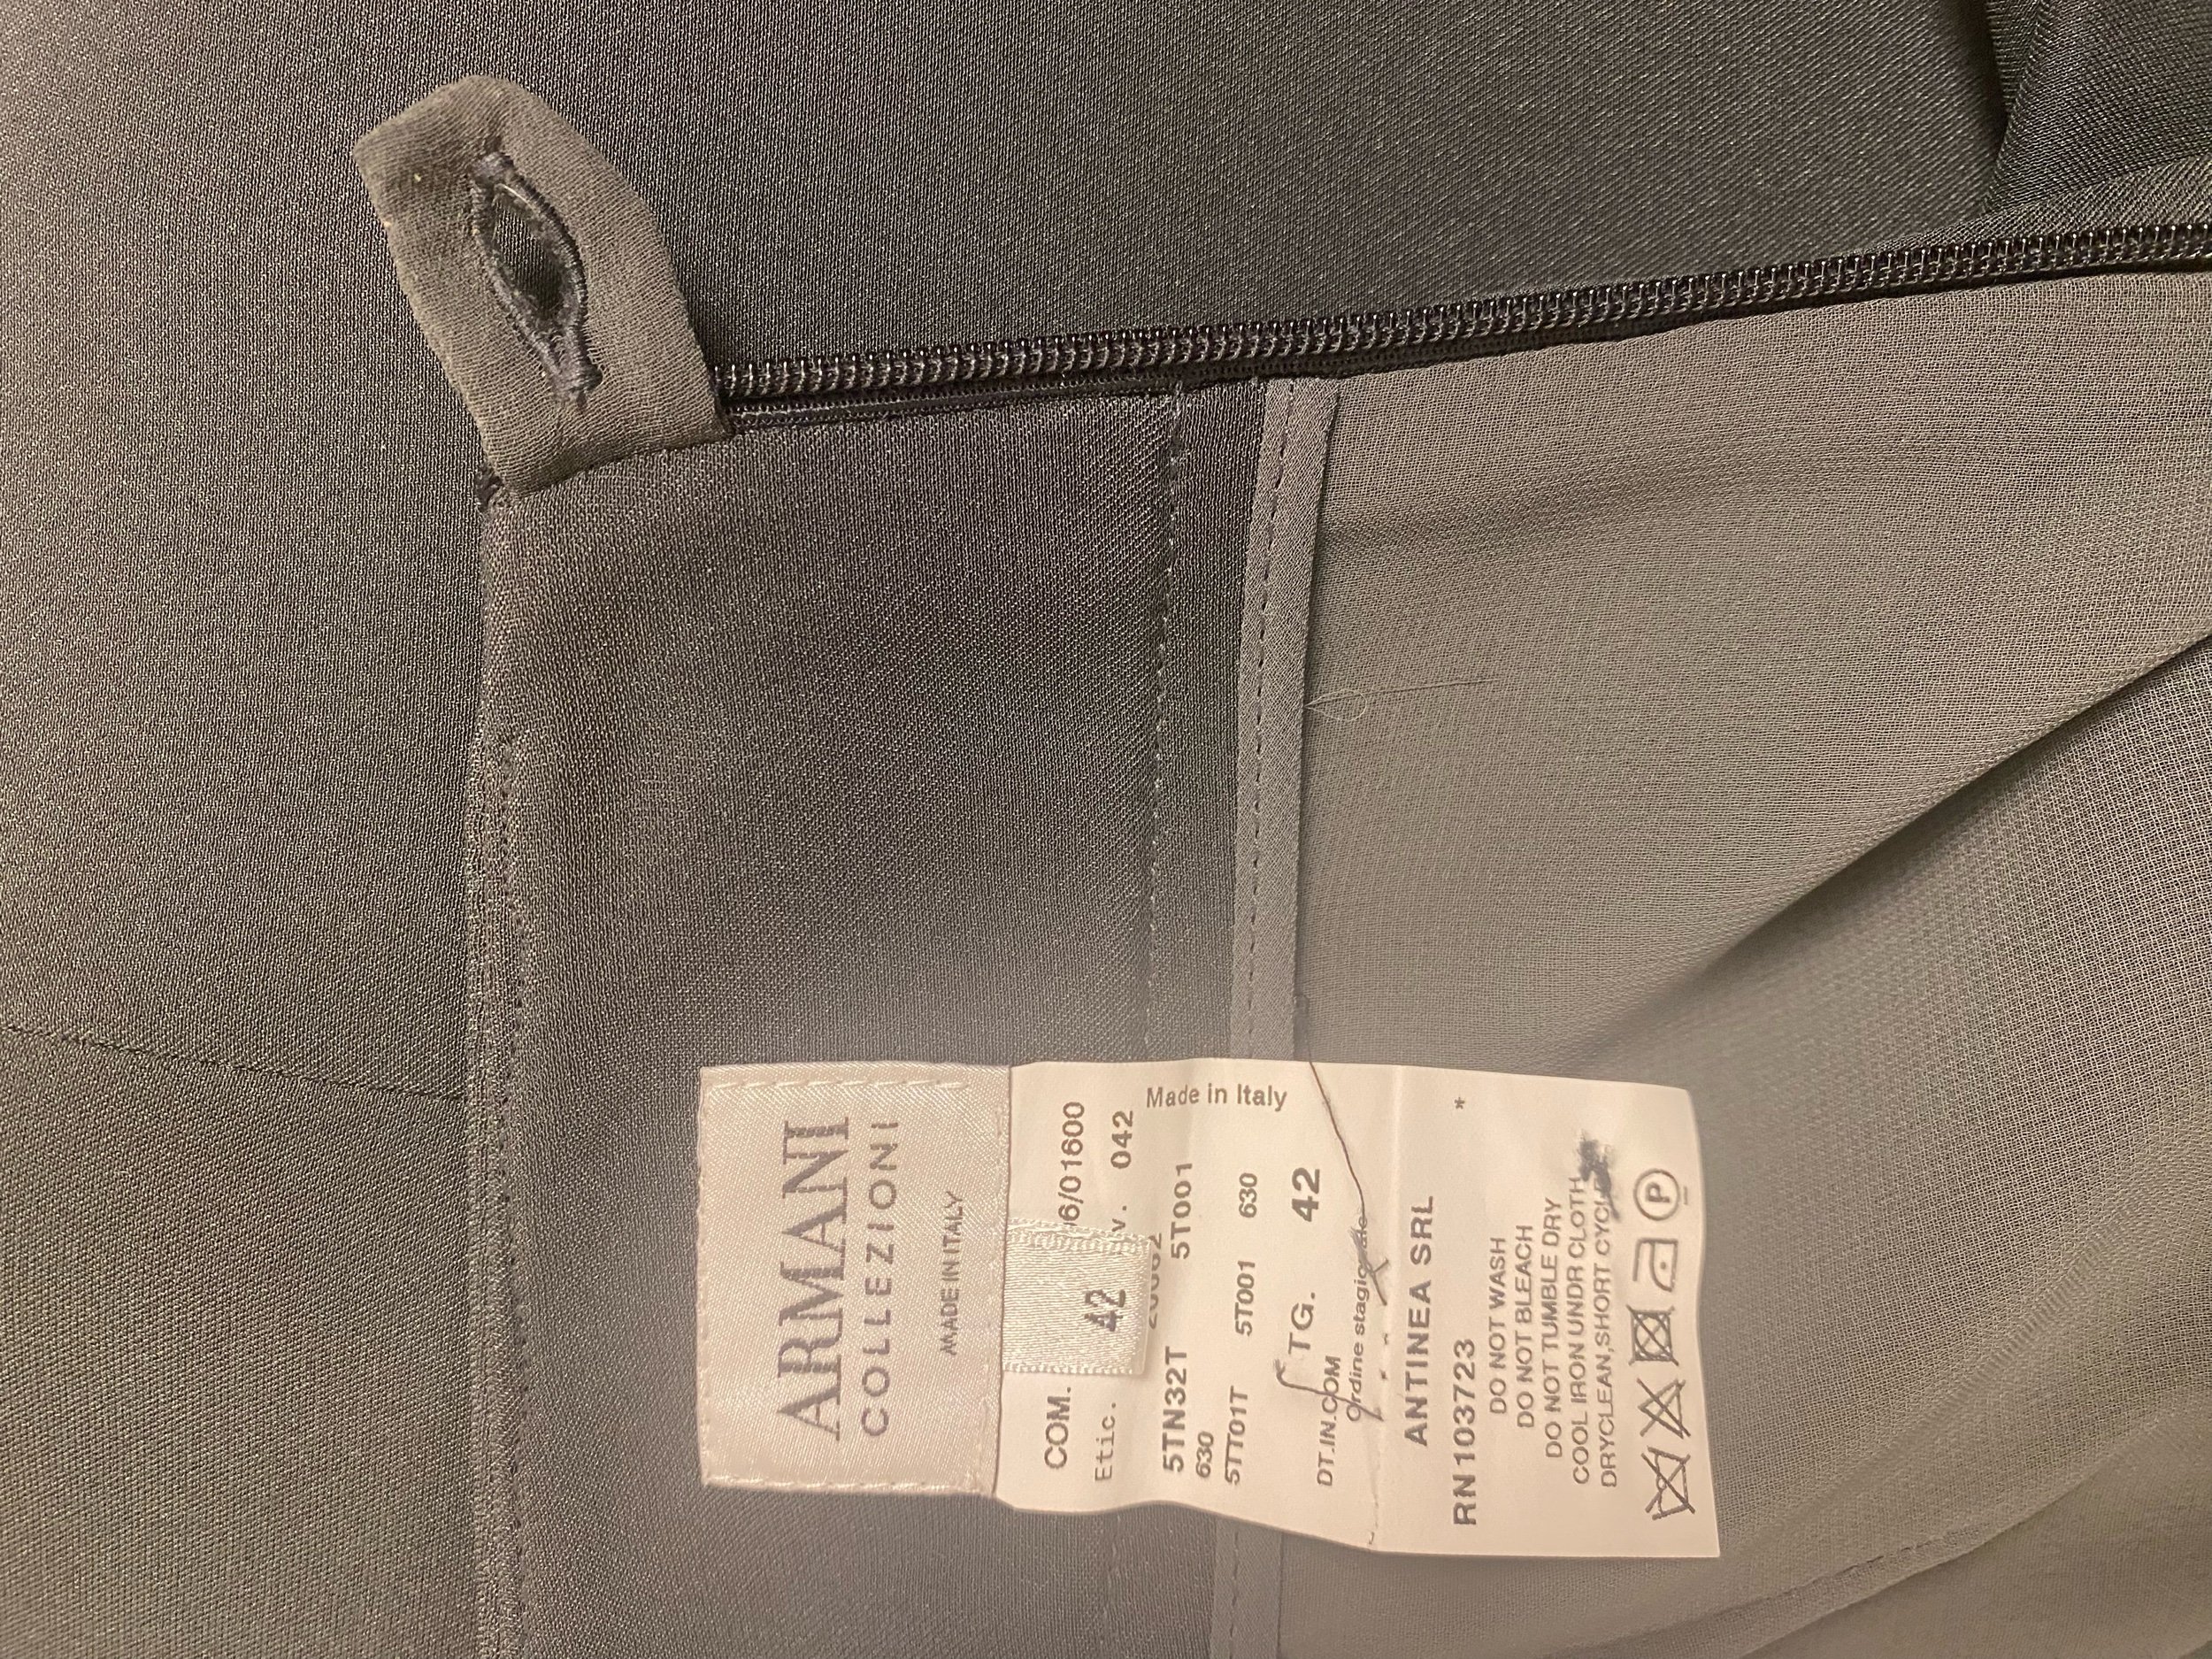 ARMANI
COLLEZIONI
MADE IN ITALY
42
COM. 6/01600
Etic. v. 042
Made in Italy
5TN32T 5T001
630
5TT01T 5T001 630
TG. 42
DT.IN.COM
Ordine
ANTINEA SRL
RN103723 *
DO NOT WASH
DO NOT BLEACH
DO NOT TUMBLE DRY
COOL IRON UNDR CLOTH
DRYCLEAN,SHORT CYCLE
P